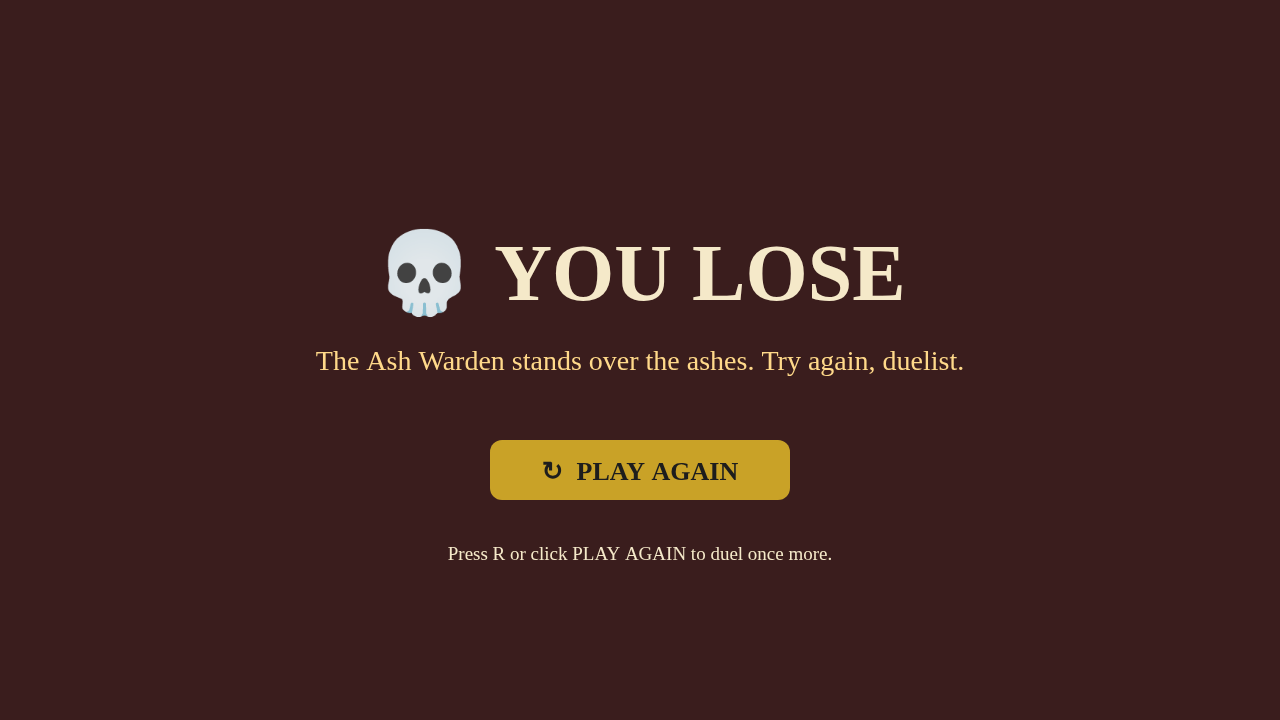 💀 YOU LOSE
The Ash Warden stands over the ashes. Try again, duelist.
↻ PLAY AGAIN
Press R or click PLAY AGAIN to duel once more.